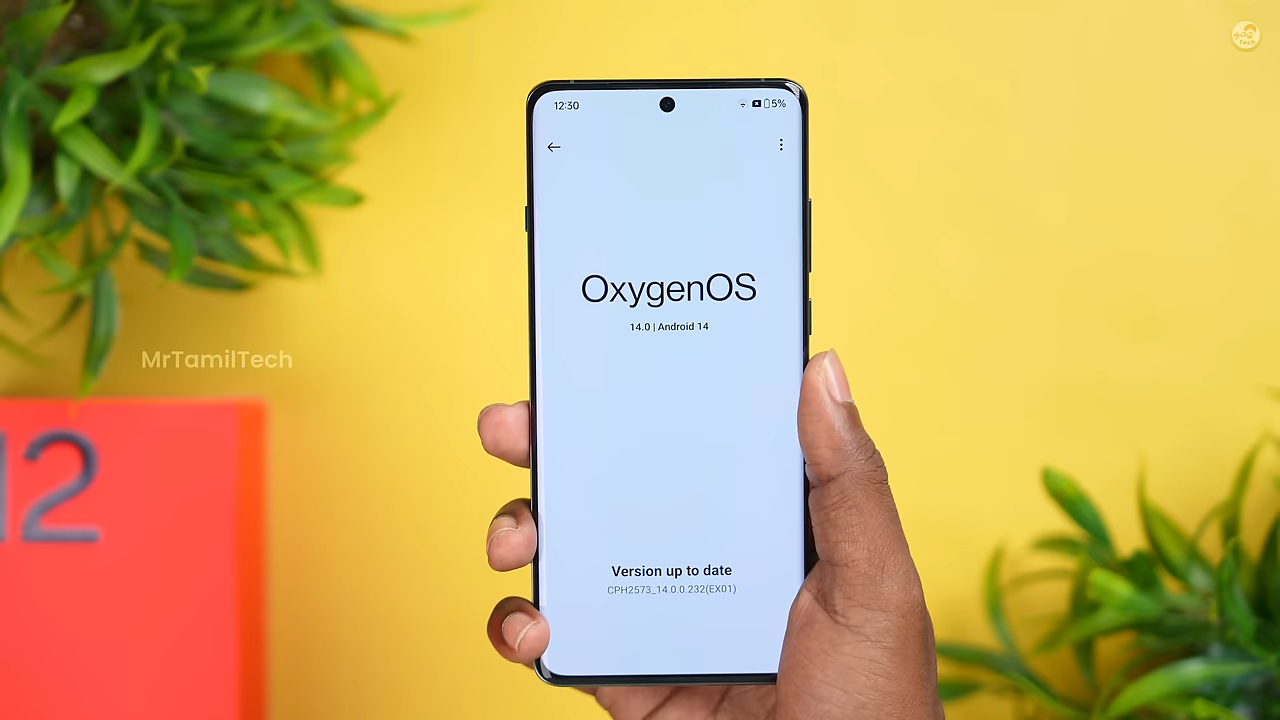 12:30
5%
OxygenOS
14.0 | Android 14
MrTamilTech
12
Version up to date
CPH2573_14.0.0.232(EX01)